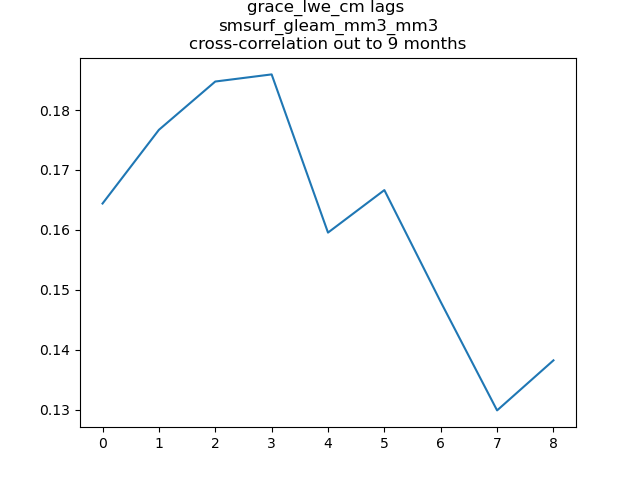 grace_lwe_cm lags
smsurf_gleam_mm3_mm3
cross-correlation out to 9 months
0.18
0.17
0.16
0.15
0.14
0.13
0 1 2 3 4 5 6 7 8